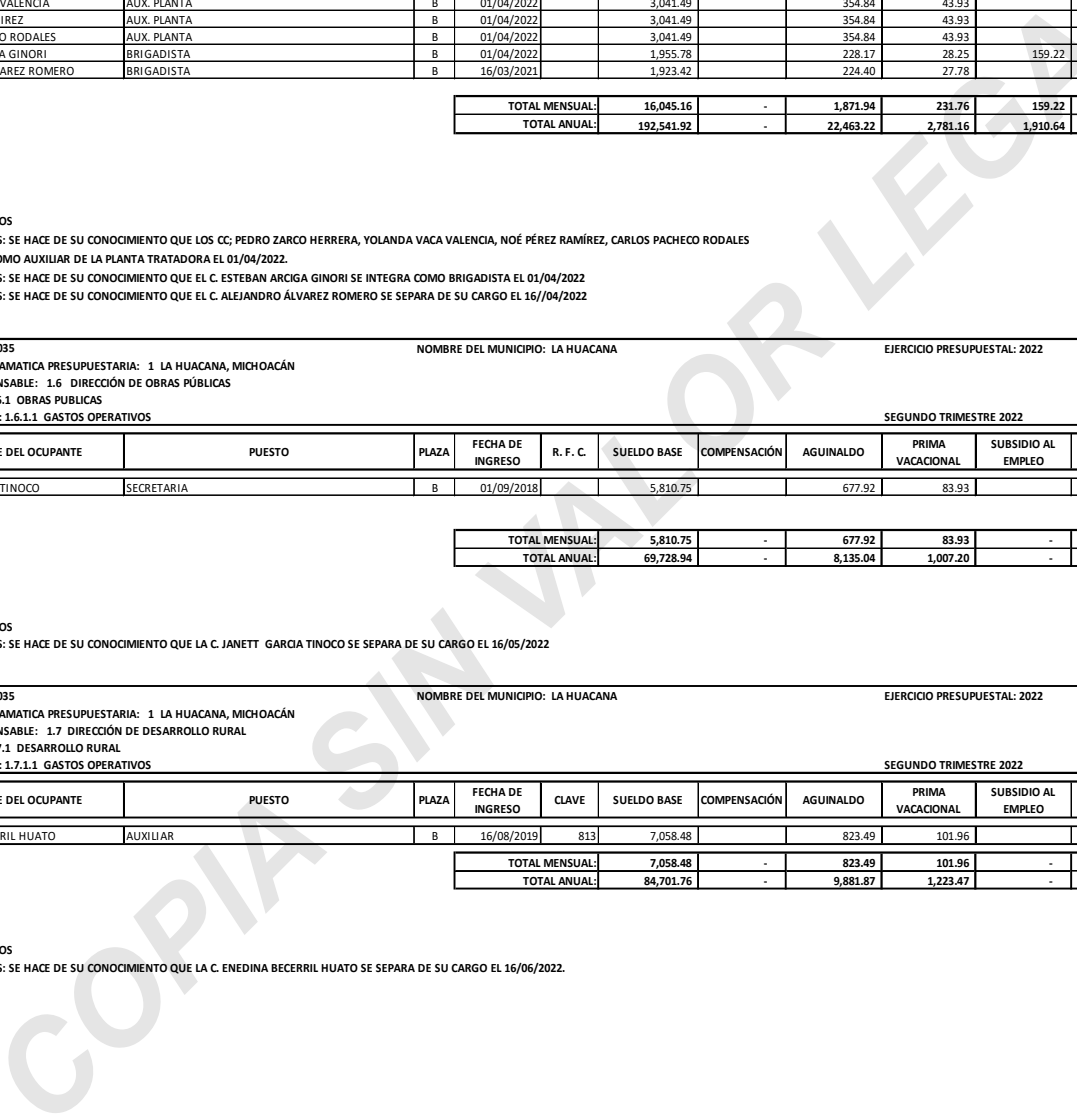 VALENCIA AUX. PLANTA B 01/04/2022 3,041.49 354.84 43.93
IREZ AUX. PLANTA B 01/04/2022 3,041.49 354.84 43.93
O RODALES AUX. PLANTA B 01/04/2022 3,041.49 354.84 43.93
A GINORI BRIGADISTA B 01/04/2022 1,955.78 228.17 28.25 159.22
AREZ ROMERO BRIGADISTA B 16/03/2021 1,923.42 224.40 27.78
TOTAL MENSUAL: 16,045.16 - 1,871.94 231.76 159.22
TOTAL ANUAL: 192,541.92 - 22,463.22 2,781.16 1,910.64
OS
S: SE HACE DE SU CONOCIMIENTO QUE LOS CC; PEDRO ZARCO HERRERA, YOLANDA VACA VALENCIA, NOÉ PÉREZ RAMÍREZ, CARLOS PACHECO RODALES
OMO AUXILIAR DE LA PLANTA TRATADORA EL 01/04/2022.
S: SE HACE DE SU CONOCIMIENTO QUE EL C. ESTEBAN ARCIGA GINORI SE INTEGRA COMO BRIGADISTA EL 01/04/2022
S: SE HACE DE SU CONOCIMIENTO QUE EL C. ALEJANDRO ÁLVAREZ ROMERO SE SEPARA DE SU CARGO EL 16//04/2022
035 NOMBRE DEL MUNICIPIO: LA HUACANA EJERCICIO PRESUPUESTAL: 2022
AMATICA PRESUPUESTARIA: 1 LA HUACANA, MICHOACÁN
NSABLE: 1.6 DIRECCIÓN DE OBRAS PÚBLICAS
6.1 OBRAS PUBLICAS
: 1.6.1.1 GASTOS OPERATIVOS SEGUNDO TRIMESTRE 2022
E DEL OCUPANTE PUESTO PLAZA FECHA DE INGRESO R. F. C. SUELDO BASE COMPENSACIÓN AGUINALDO PRIMA VACACIONAL SUBSIDIO AL EMPLEO
TINOCO SECRETARIA B 01/09/2018 5,810.75 677.92 83.93
TOTAL MENSUAL: 5,810.75 - 677.92 83.93 -
TOTAL ANUAL: 69,728.94 - 8,135.04 1,007.20 -
OS
S: SE HACE DE SU CONOCIMIENTO QUE LA C. JANETT GARCIA TINOCO SE SEPARA DE SU CARGO EL 16/05/2022
035 NOMBRE DEL MUNICIPIO: LA HUACANA EJERCICIO PRESUPUESTAL: 2022
AMATICA PRESUPUESTARIA: 1 LA HUACANA, MICHOACÁN
NSABLE: 1.7 DIRECCIÓN DE DESARROLLO RURAL
7.1 DESARROLLO RURAL
: 1.7.1.1 GASTOS OPERATIVOS SEGUNDO TRIMESTRE 2022
E DEL OCUPANTE PUESTO PLAZA FECHA DE INGRESO CLAVE SUELDO BASE COMPENSACIÓN AGUINALDO PRIMA VACACIONAL SUBSIDIO AL EMPLEO
RIL HUATO AUXILIAR B 16/08/2019 813 7,058.48 823.49 101.96
TOTAL MENSUAL: 7,058.48 - 823.49 101.96 -
TOTAL ANUAL: 84,701.76 - 9,881.87 1,223.47 -
OS
S: SE HACE DE SU CONOCIMIENTO QUE LA C. ENEDINA BECERRIL HUATO SE SEPARA DE SU CARGO EL 16/06/2022.
COPIA SIN VALOR LEGA